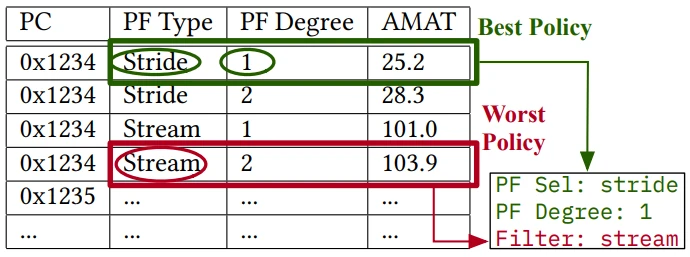 PC PF Type PF Degree AMAT
Best Policy
0x1234 Stride 1 25.2
0x1234 Stride 2 28.3
0x1234 Stream 1 101.0
Worst
Policy
0x1234 Stream 2 103.9
0x1235 ... ... ...
... ... ... ...
PF Sel: stride
PF Degree: 1
Filter: stream